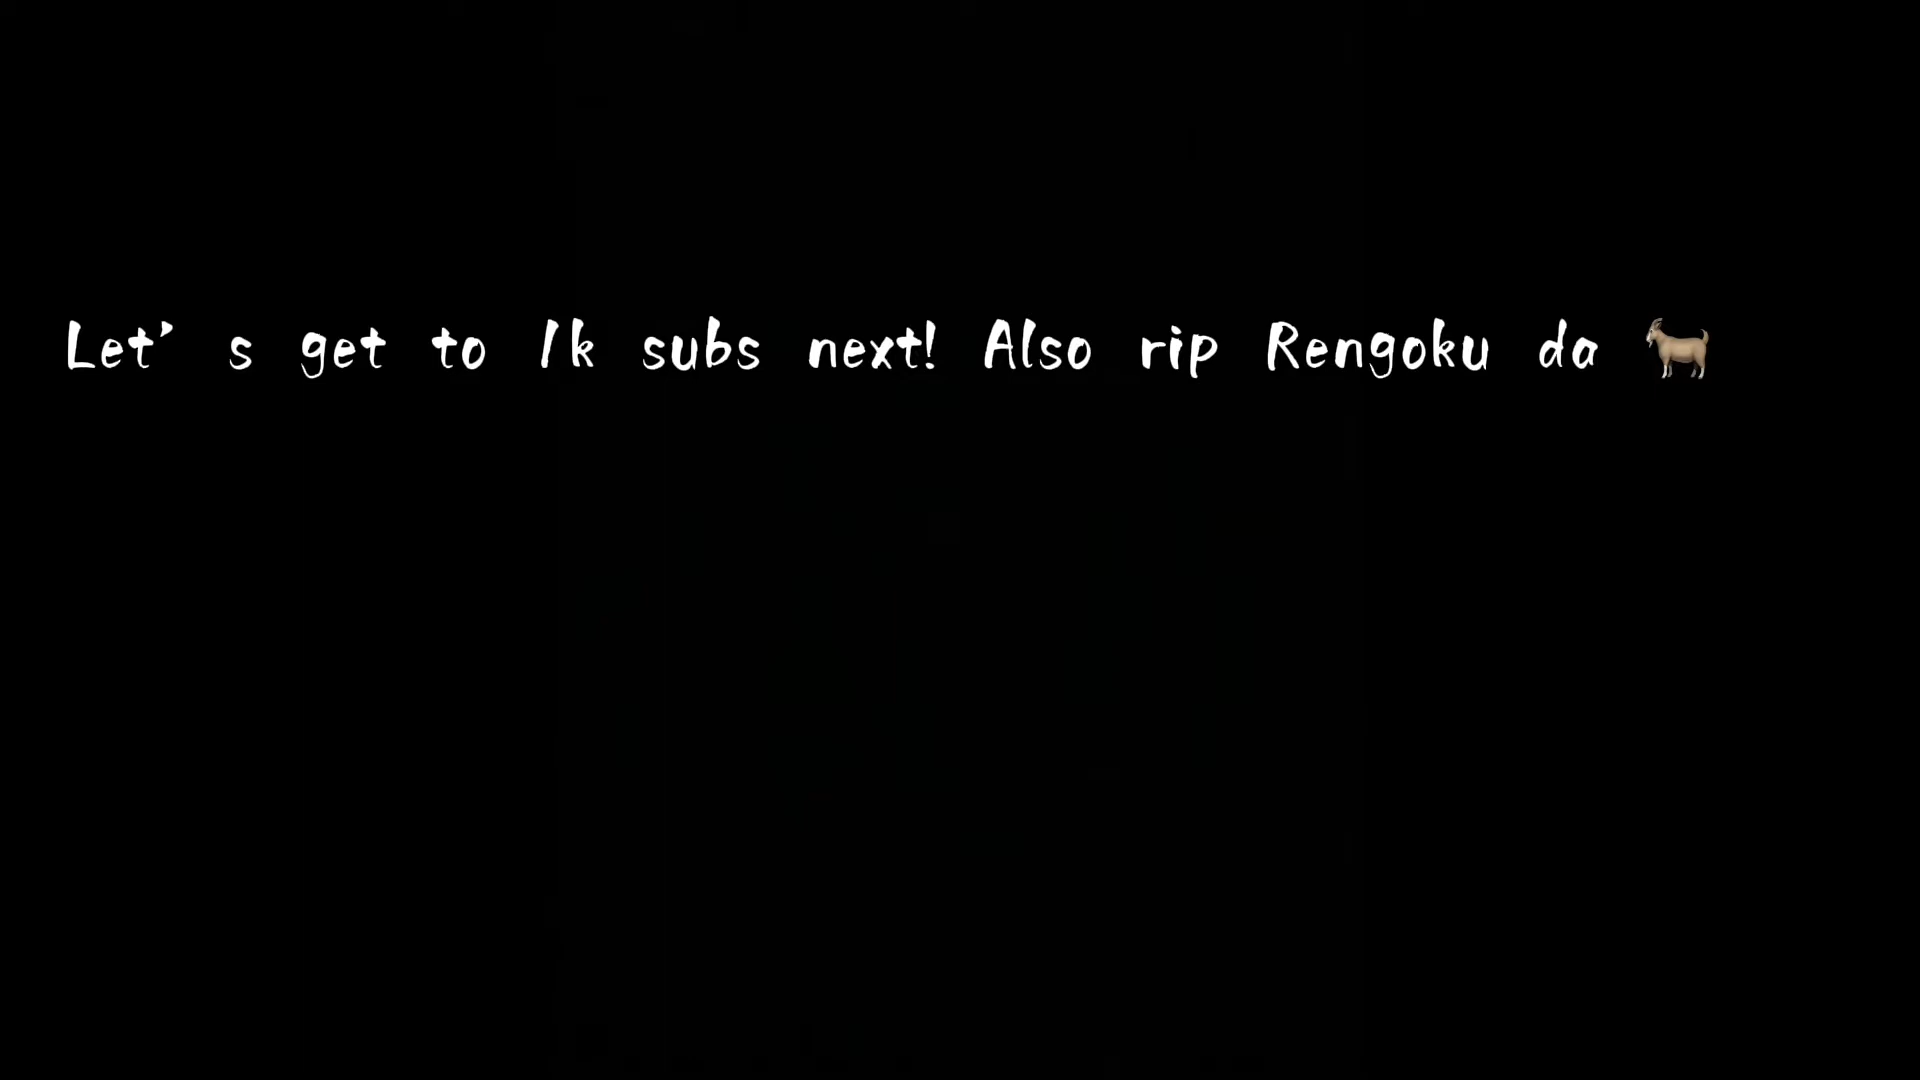 Let’s get to 1k subs next! Also rip Rengoku da 🐐